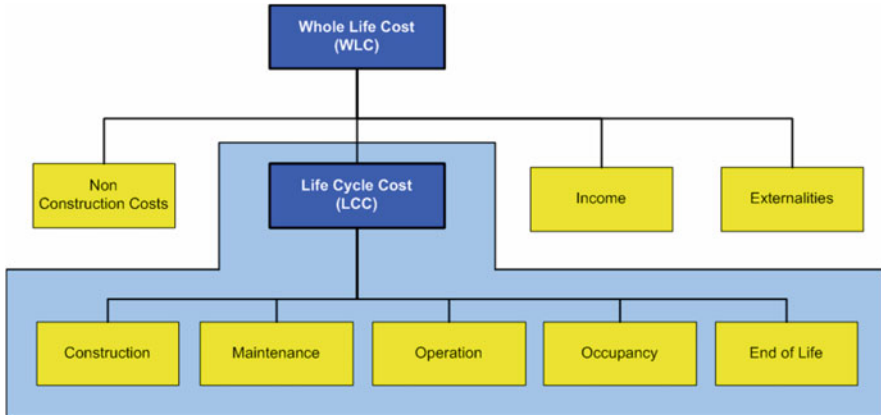 Whole Life Cost
(WLC)
Non
Construction Costs
Life Cycle Cost
(LCC)
Income
Externalities
Construction
Maintenance
Operation
Occupancy
End of Life